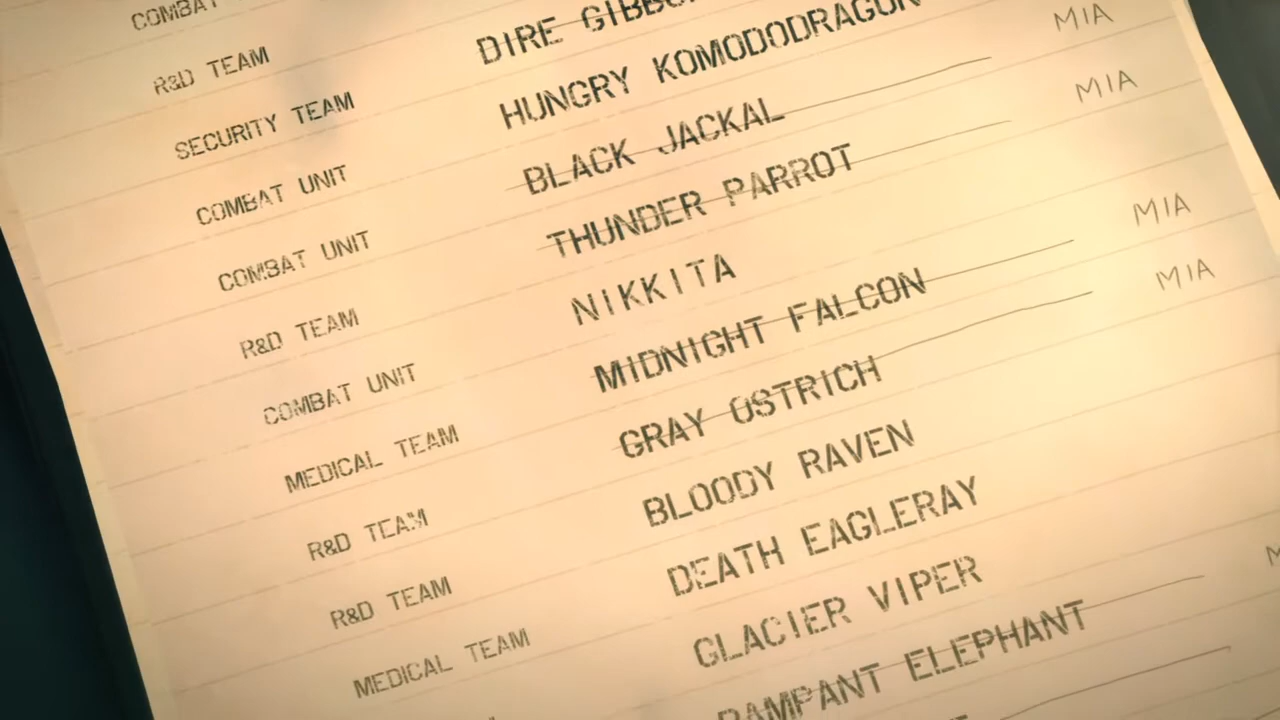 COMBAT
R&D TEAM
SECURITY TEAM DIRE
COMBAT UNIT HUNGRY KOMODODRAGON
COMBAT UNIT BLACK JACKAL MIA
R&D TEAM THUNDER PARROT MIA
COMBAT UNIT NIKKITA
MEDICAL TEAM MIDNIGHT FALCON MIA
R&D TEAM GRAY OSTRICH MIA
R&D TEAM BLOODY RAVEN
MEDICAL TEAM DEATH EAGLERAY
GLACIER VIPER
RAMPANT ELEPHANT